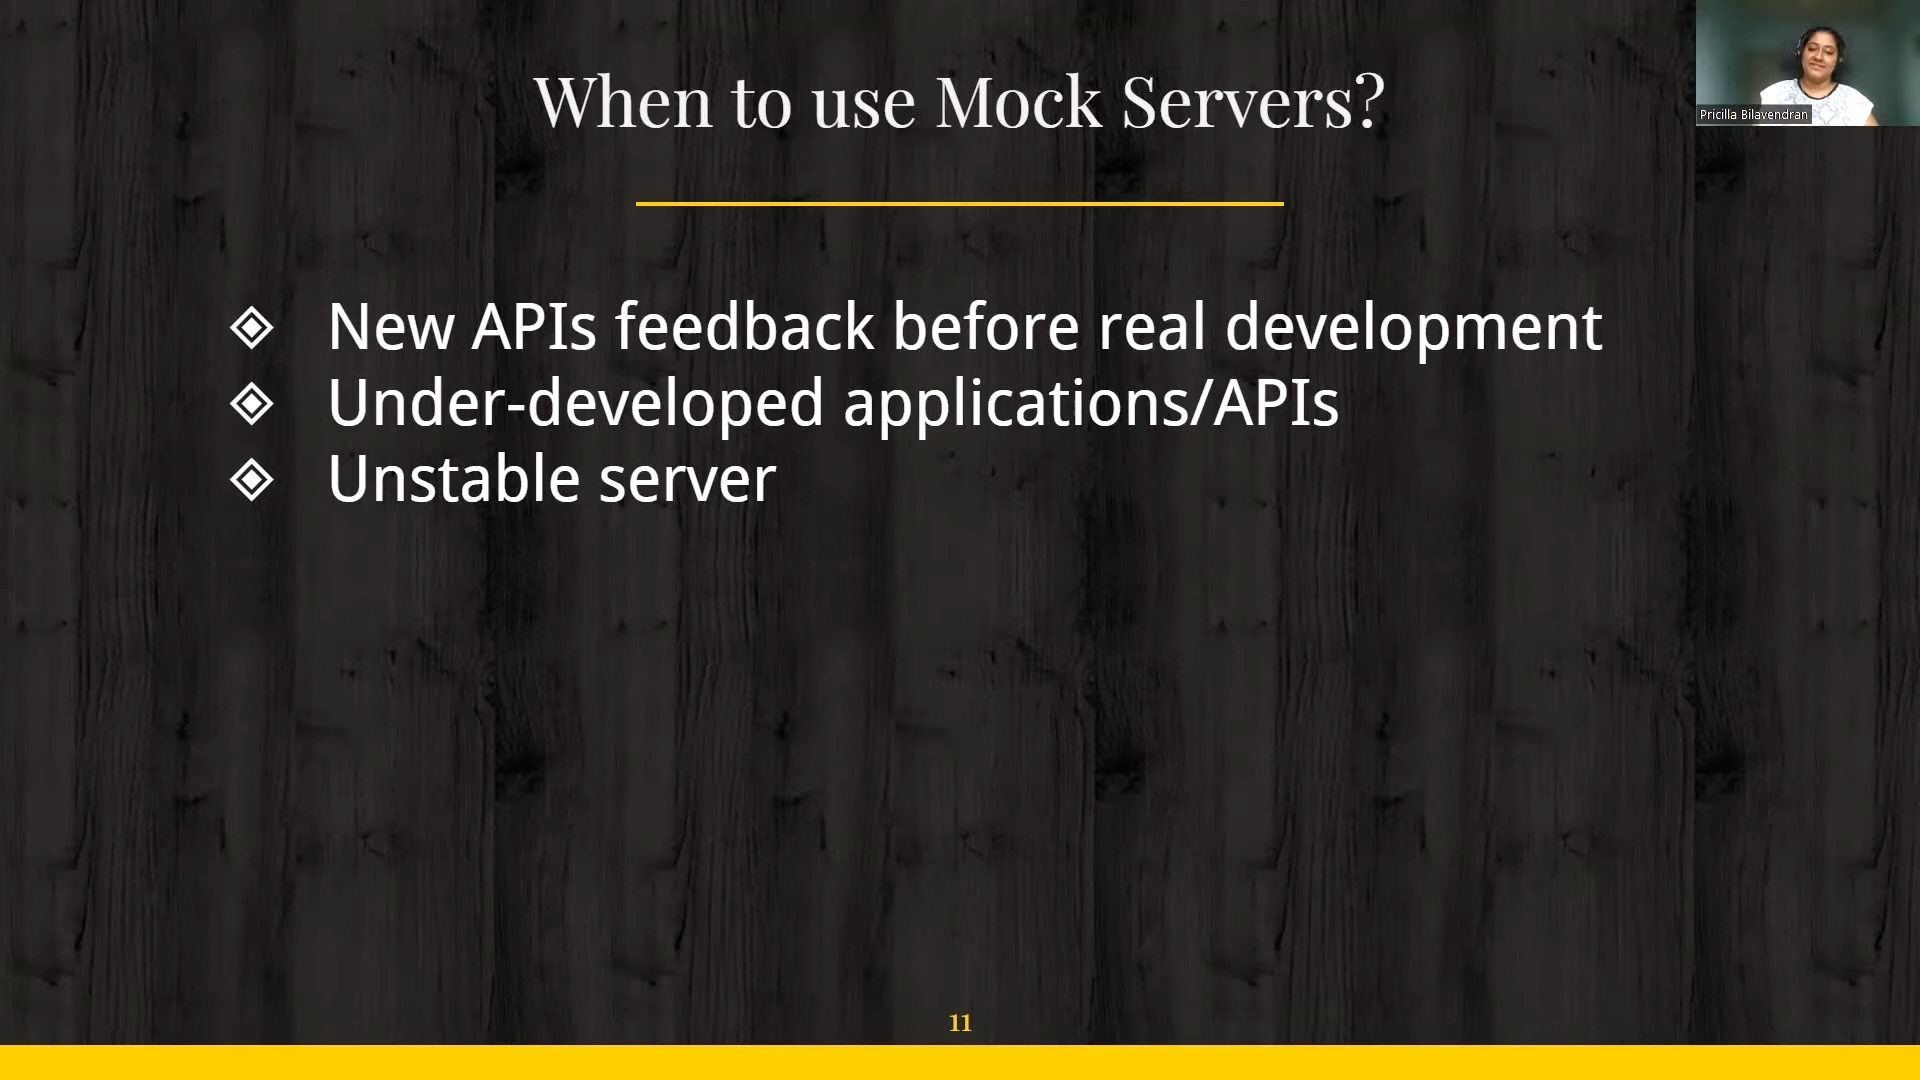 When to use Mock Servers?
Pricilla Bilavendran
New APIs feedback before real development
Under-developed applications/APIs
Unstable server
11